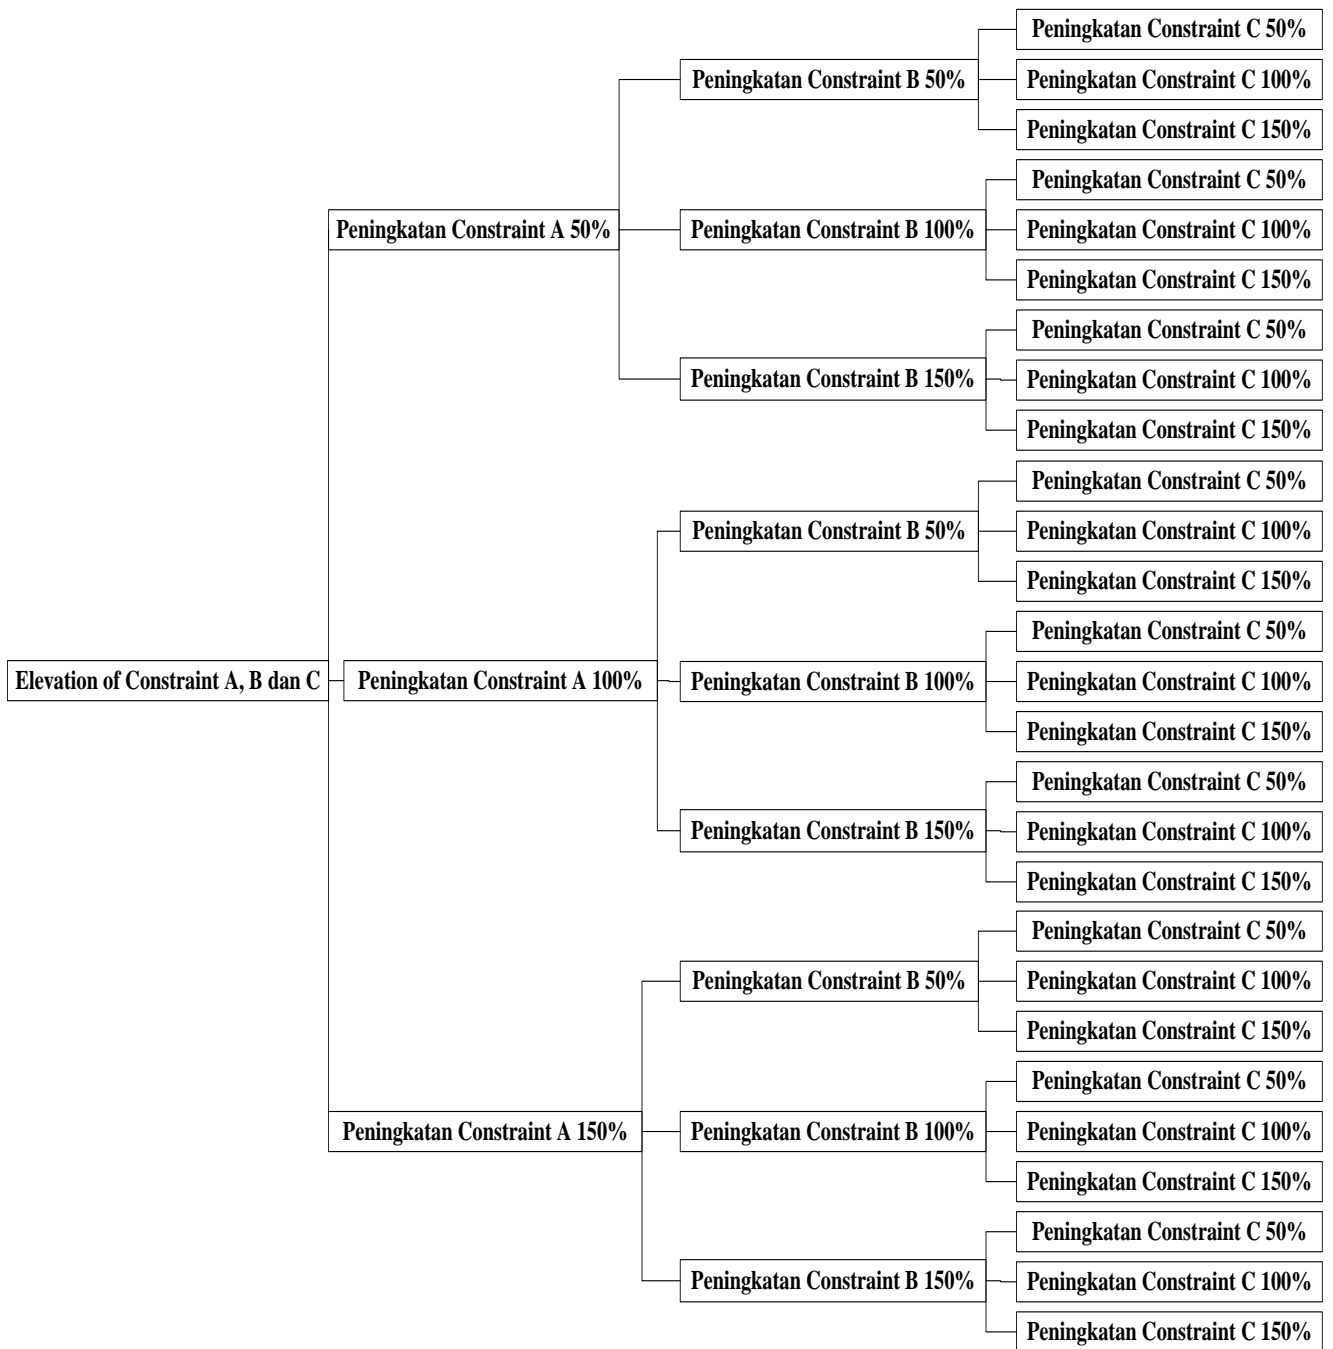 Elevation of Constraint A, B dan C
Peningkatan Constraint A 50%
Peningkatan Constraint B 50%
Peningkatan Constraint C 50%
Peningkatan Constraint C 100%
Peningkatan Constraint C 150%
Peningkatan Constraint B 100%
Peningkatan Constraint C 50%
Peningkatan Constraint C 100%
Peningkatan Constraint C 150%
Peningkatan Constraint B 150%
Peningkatan Constraint C 50%
Peningkatan Constraint C 100%
Peningkatan Constraint C 150%
Peningkatan Constraint A 100%
Peningkatan Constraint B 50%
Peningkatan Constraint C 50%
Peningkatan Constraint C 100%
Peningkatan Constraint C 150%
Peningkatan Constraint B 100%
Peningkatan Constraint C 50%
Peningkatan Constraint C 100%
Peningkatan Constraint C 150%
Peningkatan Constraint B 150%
Peningkatan Constraint C 50%
Peningkatan Constraint C 100%
Peningkatan Constraint C 150%
Peningkatan Constraint A 150%
Peningkatan Constraint B 50%
Peningkatan Constraint C 50%
Peningkatan Constraint C 100%
Peningkatan Constraint C 150%
Peningkatan Constraint B 100%
Peningkatan Constraint C 50%
Peningkatan Constraint C 100%
Peningkatan Constraint C 150%
Peningkatan Constraint B 150%
Peningkatan Constraint C 50%
Peningkatan Constraint C 100%
Peningkatan Constraint C 150%